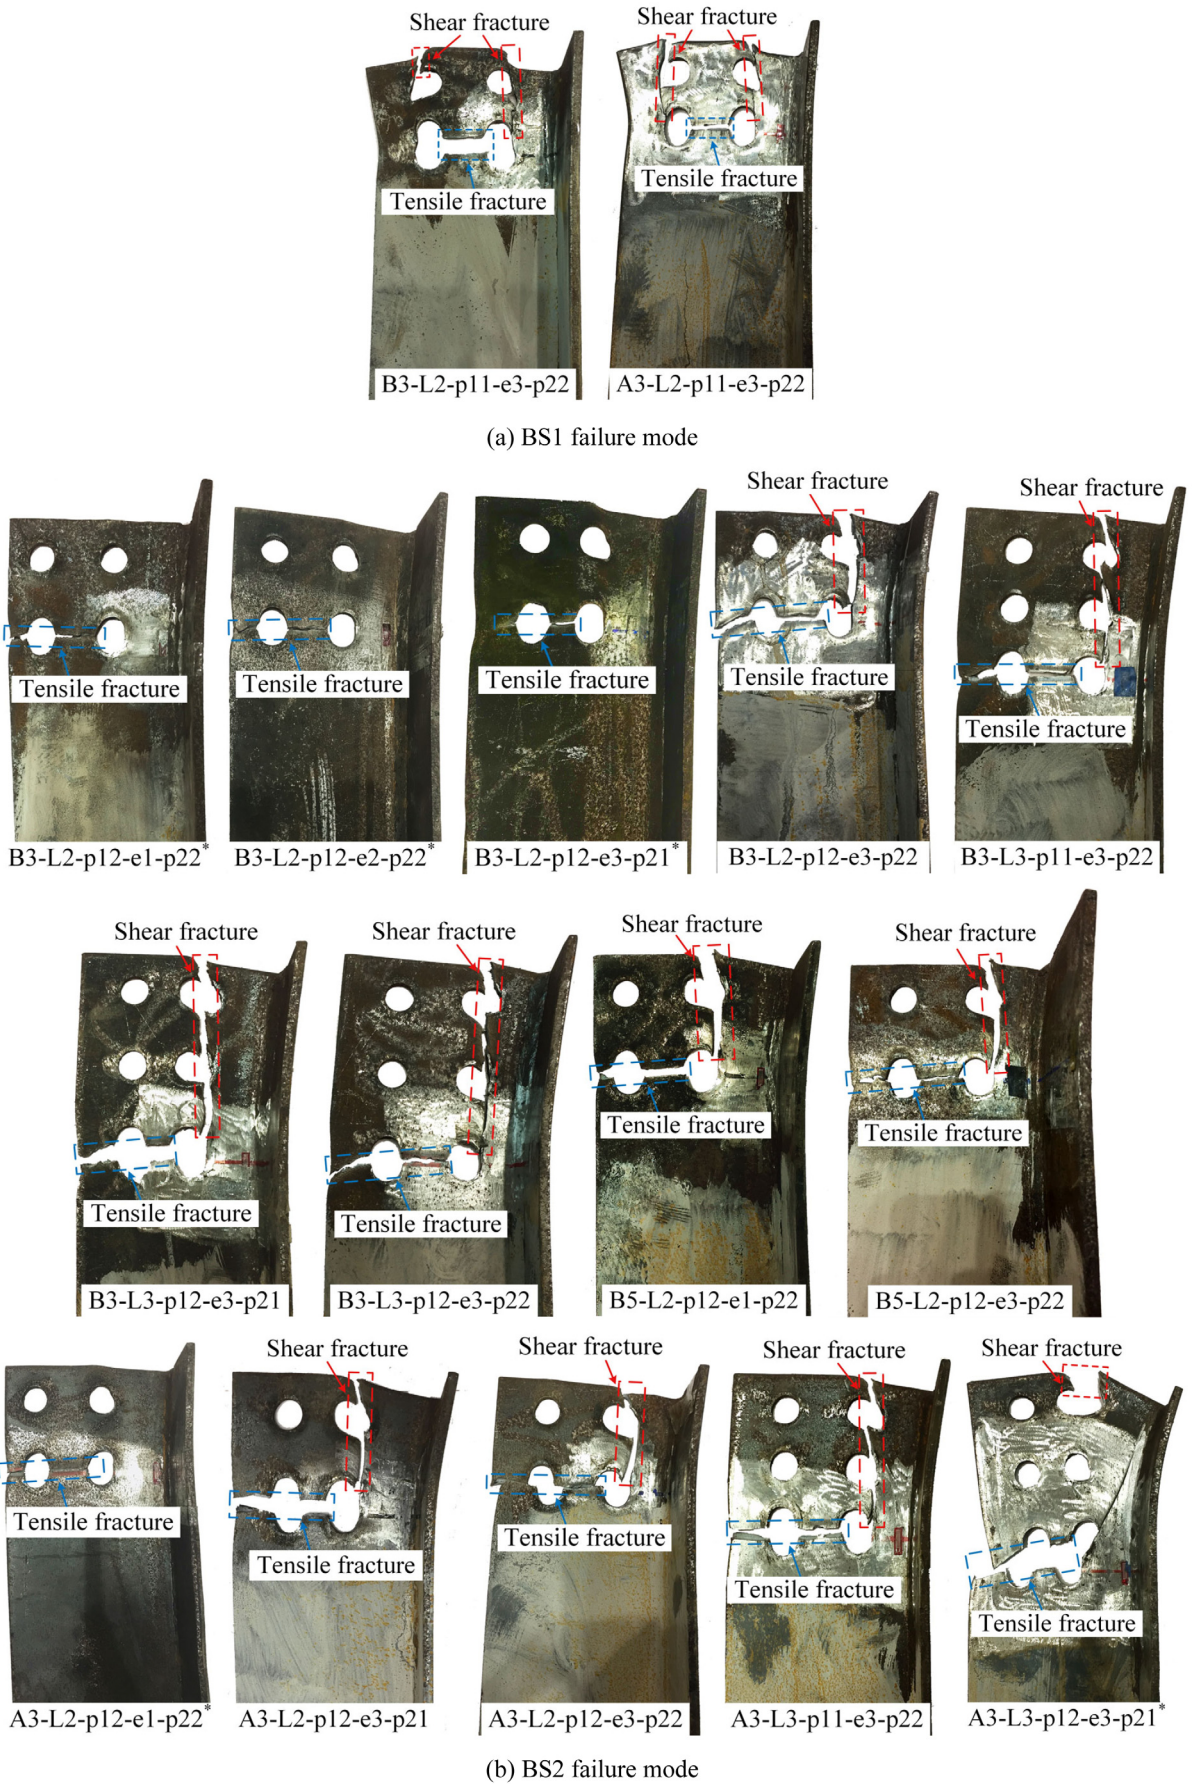 Shear fracture
Shear fracture
Tensile fracture
Tensile fracture
B3-L2-p11-e3-p22
A3-L2-p11-e3-p22
(a) BS1 failure mode
Shear fracture
Shear fracture
Tensile fracture
Tensile fracture
Tensile fracture
Tensile fracture
Tensile fracture
B3-L2-p12-e1-p22*
B3-L2-p12-e2-p22*
B3-L2-p12-e3-p21*
B3-L2-p12-e3-p22
B3-L3-p11-e3-p22
Shear fracture
Shear fracture
Shear fracture
Shear fracture
Tensile fracture
Tensile fracture
Tensile fracture
Tensile fracture
B3-L3-p12-e3-p21
B3-L3-p12-e3-p22
B5-L2-p12-e1-p22
B5-L2-p12-e3-p22
Shear fracture
Shear fracture
Shear fracture
Shear fracture
Tensile fracture
Tensile fracture
Tensile fracture
Tensile fracture
Tensile fracture
A3-L2-p12-e1-p22*
A3-L2-p12-e3-p21
A3-L2-p12-e3-p22
A3-L3-p11-e3-p22
A3-L3-p12-e3-p21*
(b) BS2 failure mode